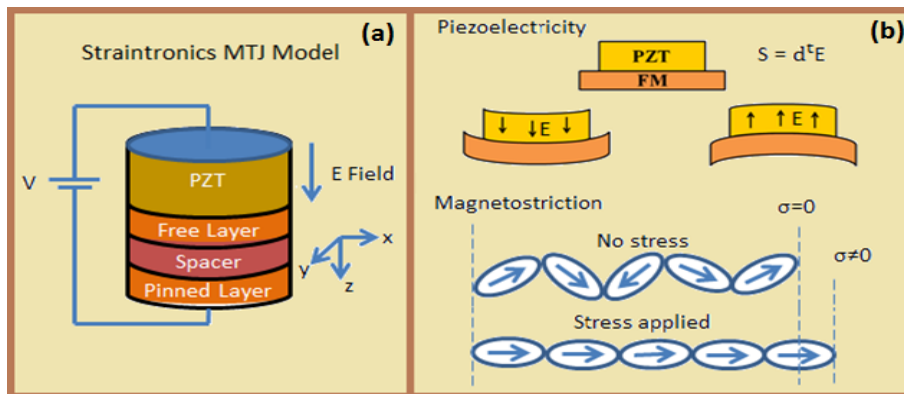 (a)
Straintronics MTJ Model
V
PZT
Free Layer
Spacer
Pinned Layer
E Field
x
y
z
(b)
Piezoelectricity
PZT
FM
S = dᵗE
E
E
Magnetostriction
σ=0
No stress
σ≠0
Stress applied